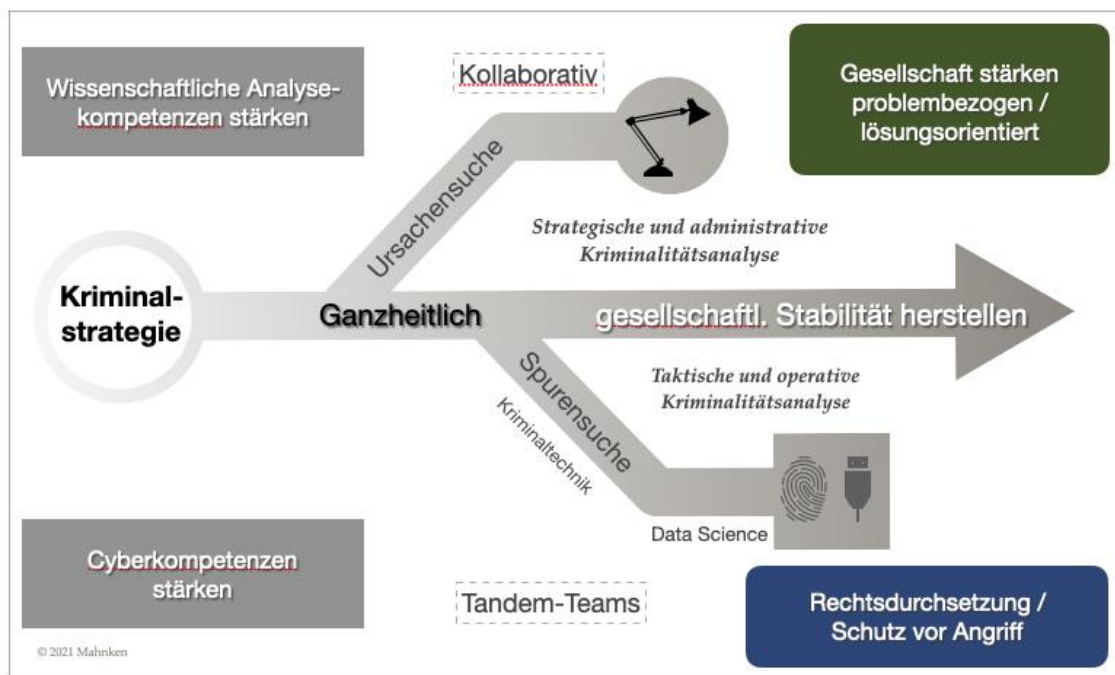 Wissenschaftliche Analyse-
kompetenzen stärken
Kollaborativ
Gesellschaft stärken
problembezogen /
lösungsorientiert
Ursachensuche
Strategische und administrative
Kriminalitätsanalyse
Kriminal-
strategie
Ganzheitlich
gesellschaftl. Stabilität herstellen
Spurensuche
Kriminaltechnik
Taktische und operative
Kriminalitätsanalyse
Data Science
Cyberkompetenzen
stärken
Tandem-Teams
Rechtsdurchsetzung /
Schutz vor Angriff
© 2021 Mahnken